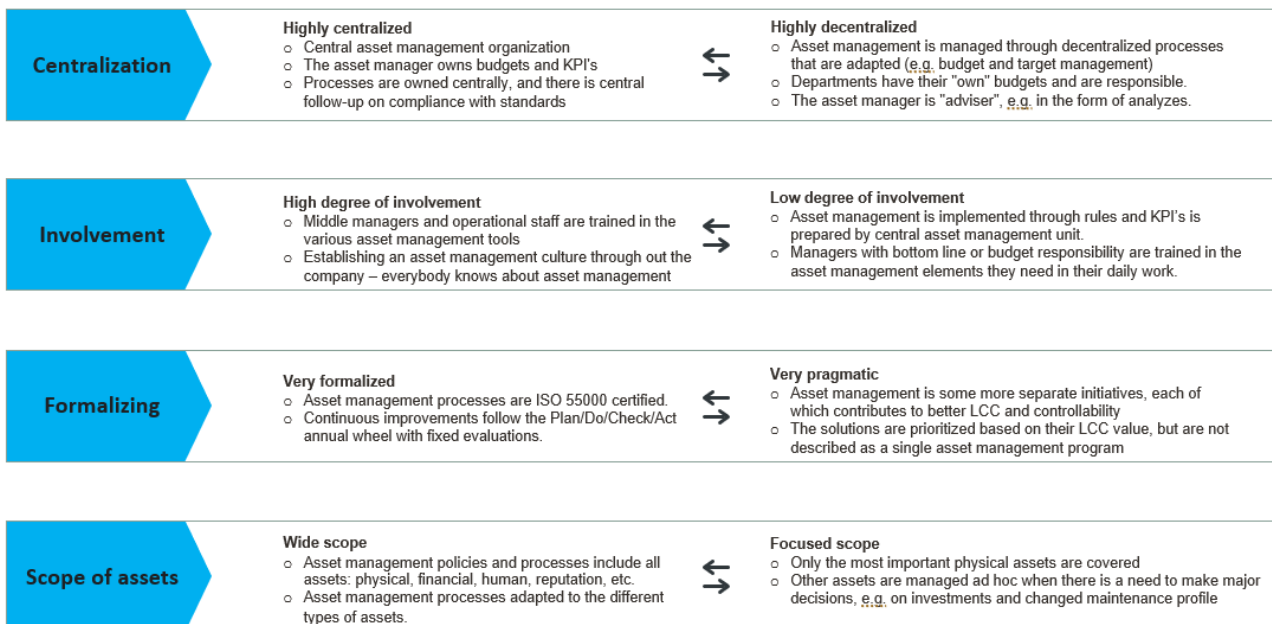 Centralization
Highly centralized
o Central asset management organization
o The asset manager owns budgets and KPI's
o Processes are owned centrally, and there is central
follow-up on compliance with standards
Highly decentralized
o Asset management is managed through decentralized processes
that are adapted (e.g. budget and target management)
o Departments have their "own" budgets and are responsible.
o The asset manager is "adviser", e.g. in the form of analyzes.
Involvement
High degree of involvement
o Middle managers and operational staff are trained in the
various asset management tools
o Establishing an asset management culture through out the
company – everybody knows about asset management
Low degree of involvement
o Asset management is implemented through rules and KPI's is
prepared by central asset management unit.
o Managers with bottom line or budget responsibility are trained in the
asset management elements they need in their daily work.
Formalizing
Very formalized
o Asset management processes are ISO 55000 certified.
o Continuous improvements follow the Plan/Do/Check/Act
annual wheel with fixed evaluations.
Very pragmatic
o Asset management is some more separate initiatives, each of
which contributes to better LCC and controllability
o The solutions are prioritized based on their LCC value, but are not
described as a single asset management program
Scope of assets
Wide scope
o Asset management policies and processes include all
assets: physical, financial, human, reputation, etc.
o Asset management processes adapted to the different
types of assets.
Focused scope
o Only the most important physical assets are covered
o Other assets are managed ad hoc when there is a need to make major
decisions, e.g. on investments and changed maintenance profile